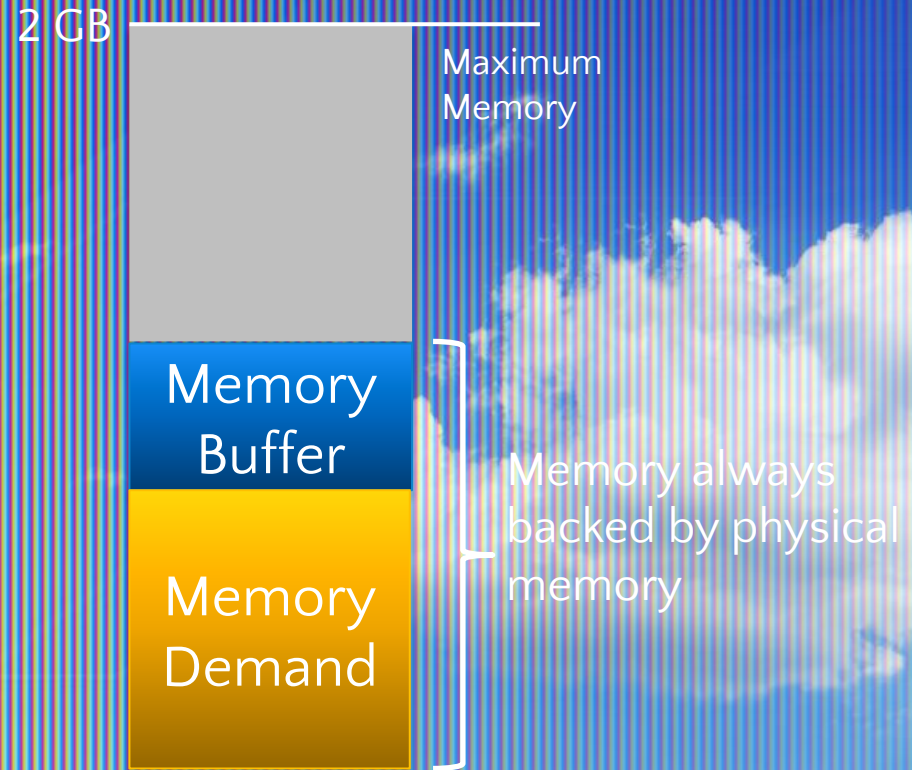 2 GB
Maximum
Memory
Memory
Buffer
Memory always
backed by physical
memory
Memory
Demand